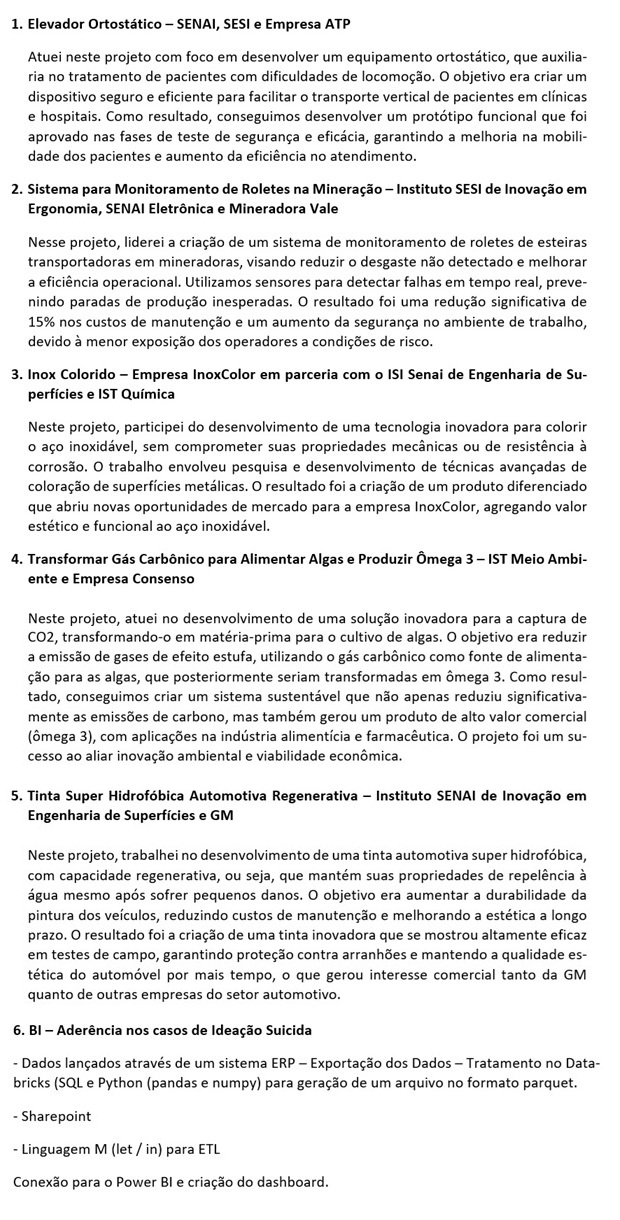 1. Elevador Ortostático – SENAI, SESI e Empresa ATP
Atuei neste projeto com foco em desenvolver um equipamento ortostático, que auxilia-
ria no tratamento de pacientes com dificuldades de locomoção. O objetivo era criar um
dispositivo seguro e eficiente para facilitar o transporte vertical de pacientes em clínicas
e hospitais. Como resultado, conseguimos desenvolver um protótipo funcional que foi
aprovado nas fases de teste de segurança e eficácia, garantindo a melhoria na mobili-
dade dos pacientes e aumento da eficiência no atendimento.
2. Sistema para Monitoramento de Roletes na Mineração – Instituto SESI de Inovação em
Ergonomia, SENAI Eletrônica e Mineradora Vale
Nesse projeto, liderei a criação de um sistema de monitoramento de roletes de esteiras
transportadoras em mineradoras, visando reduzir o desgaste não detectado e melhorar
a eficiência operacional. Utilizamos sensores para detectar falhas em tempo real, preve-
nindo paradas de produção inesperadas. O resultado foi uma redução significativa de
15% nos custos de manutenção e um aumento da segurança no ambiente de trabalho,
devido à menor exposição dos operadores a condições de risco.
3. Inox Colorido – Empresa InoxColor em parceria com o ISI Senai de Engenharia de Su-
perfícies e IST Química
Neste projeto, participei do desenvolvimento de uma tecnologia inovadora para colorir
o aço inoxidável, sem comprometer suas propriedades mecânicas ou de resistência à
corrosão. O trabalho envolveu pesquisa e desenvolvimento de técnicas avançadas de
coloração de superfícies metálicas. O resultado foi a criação de um produto diferenciado
que abriu novas oportunidades de mercado para a empresa InoxColor, agregando valor
estético e funcional ao aço inoxidável.
4. Transformar Gás Carbônico para Alimentar Algas e Produzir Ômega 3 – IST Meio Ambi-
ente e Empresa Consenso
Neste projeto, atuei no desenvolvimento de uma solução inovadora para a captura de
CO2, transformando-o em matéria-prima para o cultivo de algas. O objetivo era reduzir
a emissão de gases de efeito estufa, utilizando o gás carbônico como fonte de alimenta-
ção para as algas, que posteriormente seriam transformadas em ômega 3. Como resul-
tado, conseguimos criar um sistema sustentável que não apenas reduziu significativa-
mente as emissões de carbono, mas também gerou um produto de alto valor comercial
(ômega 3), com aplicações na indústria alimentícia e farmacêutica. O projeto foi um su-
cesso ao aliar inovação ambiental e viabilidade econômica.
5. Tinta Super Hidrofóbica Automotiva Regenerativa – Instituto SENAI de Inovação em
Engenharia de Superfícies e GM
Neste projeto, trabalhei no desenvolvimento de uma tinta automotiva super hidrofóbica,
com capacidade regenerativa, ou seja, que mantém suas propriedades de repelência à
água mesmo após sofrer pequenos danos. O objetivo era aumentar a durabilidade da
pintura dos veículos, reduzindo custos de manutenção e melhorando a estética a longo
prazo. O resultado foi a criação de uma tinta inovadora que se mostrou altamente eficaz
em testes de campo, garantindo proteção contra arranhões e mantendo a qualidade es-
tética do automóvel por mais tempo, o que gerou interesse comercial tanto da GM
quanto de outras empresas do setor automotivo.
6. BI – Aderência nos casos de Ideação Suicida
- Dados lançados através de um sistema ERP – Exportação dos Dados – Tratamento no Data-
bricks (SQL e Python (pandas e numpy) para geração de um arquivo no formato parquet.
- Sharepoint
- Linguagem M (let / in) para ETL
Conexão para o Power BI e criação do dashboard.